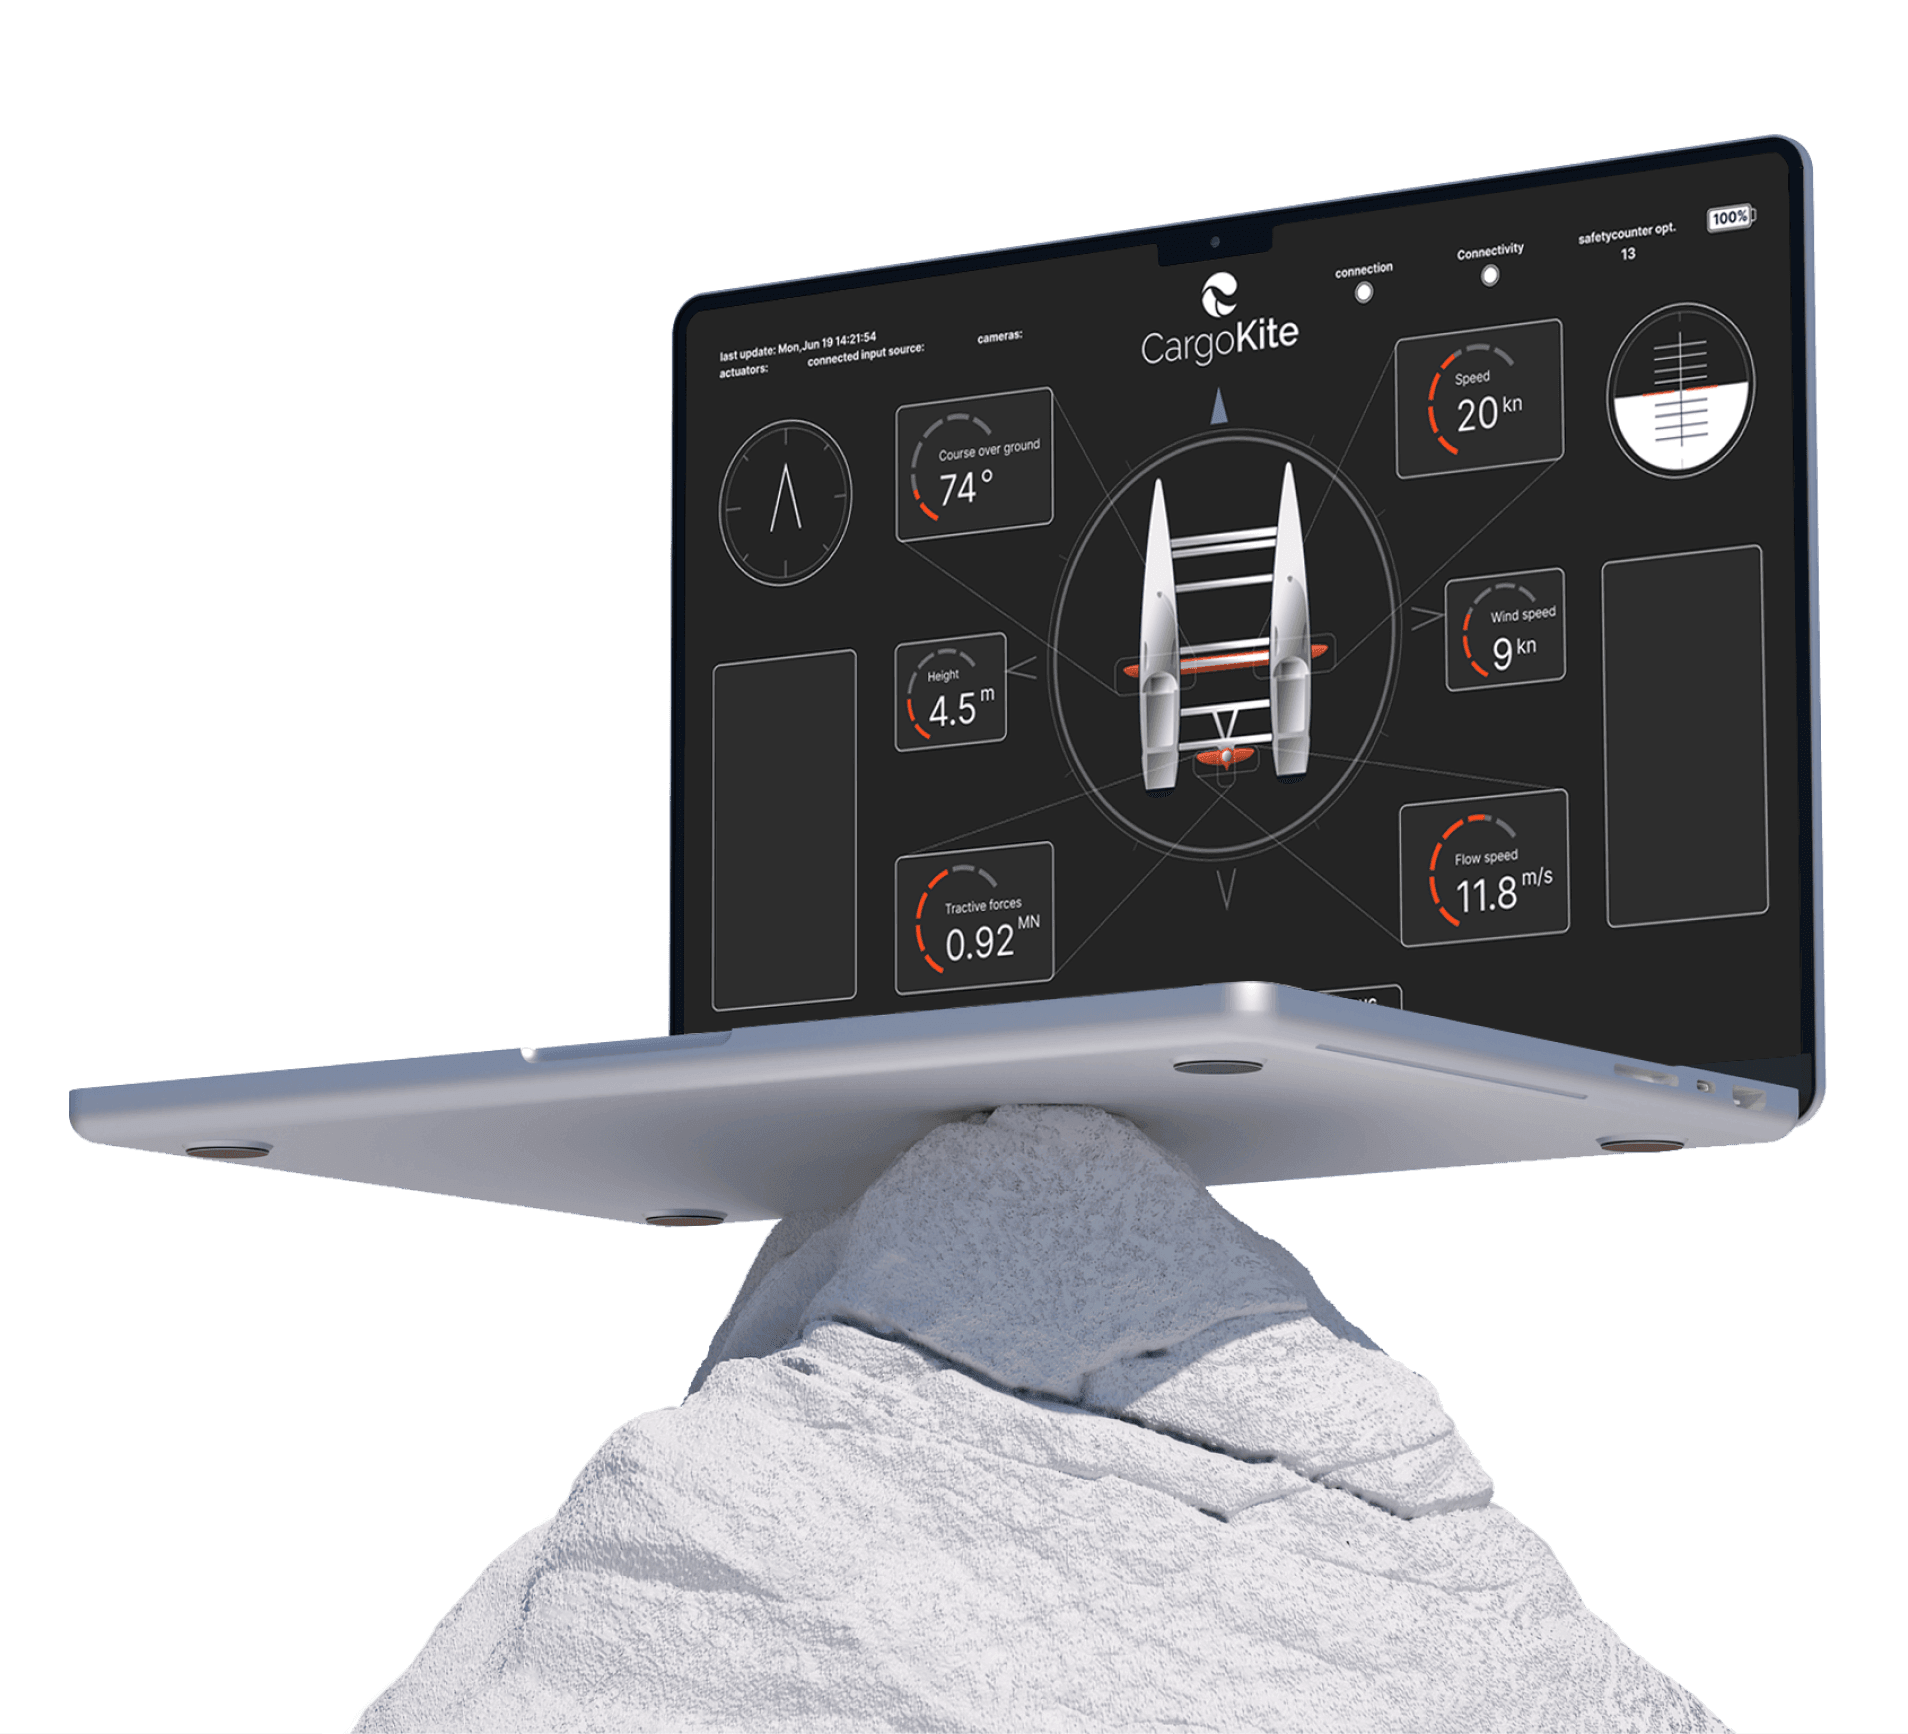 100%
safetycounter opt.
13
Connectivity
connection
CargoKite
last update: Mon,Jun 19 14:21:54
cameras:
actuators:
connected input source:
Course over ground
74°
Speed
20 kn
Height
4.5 m
Wind speed
9 kn
Tractive forces
0.92 MN
Flow speed
11.8 m/s